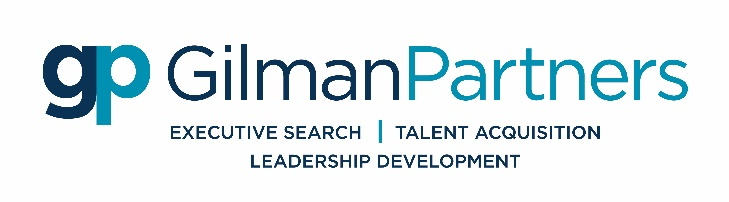 gp GilmanPartners
EXECUTIVE SEARCH | TALENT ACQUISITION
LEADERSHIP DEVELOPMENT